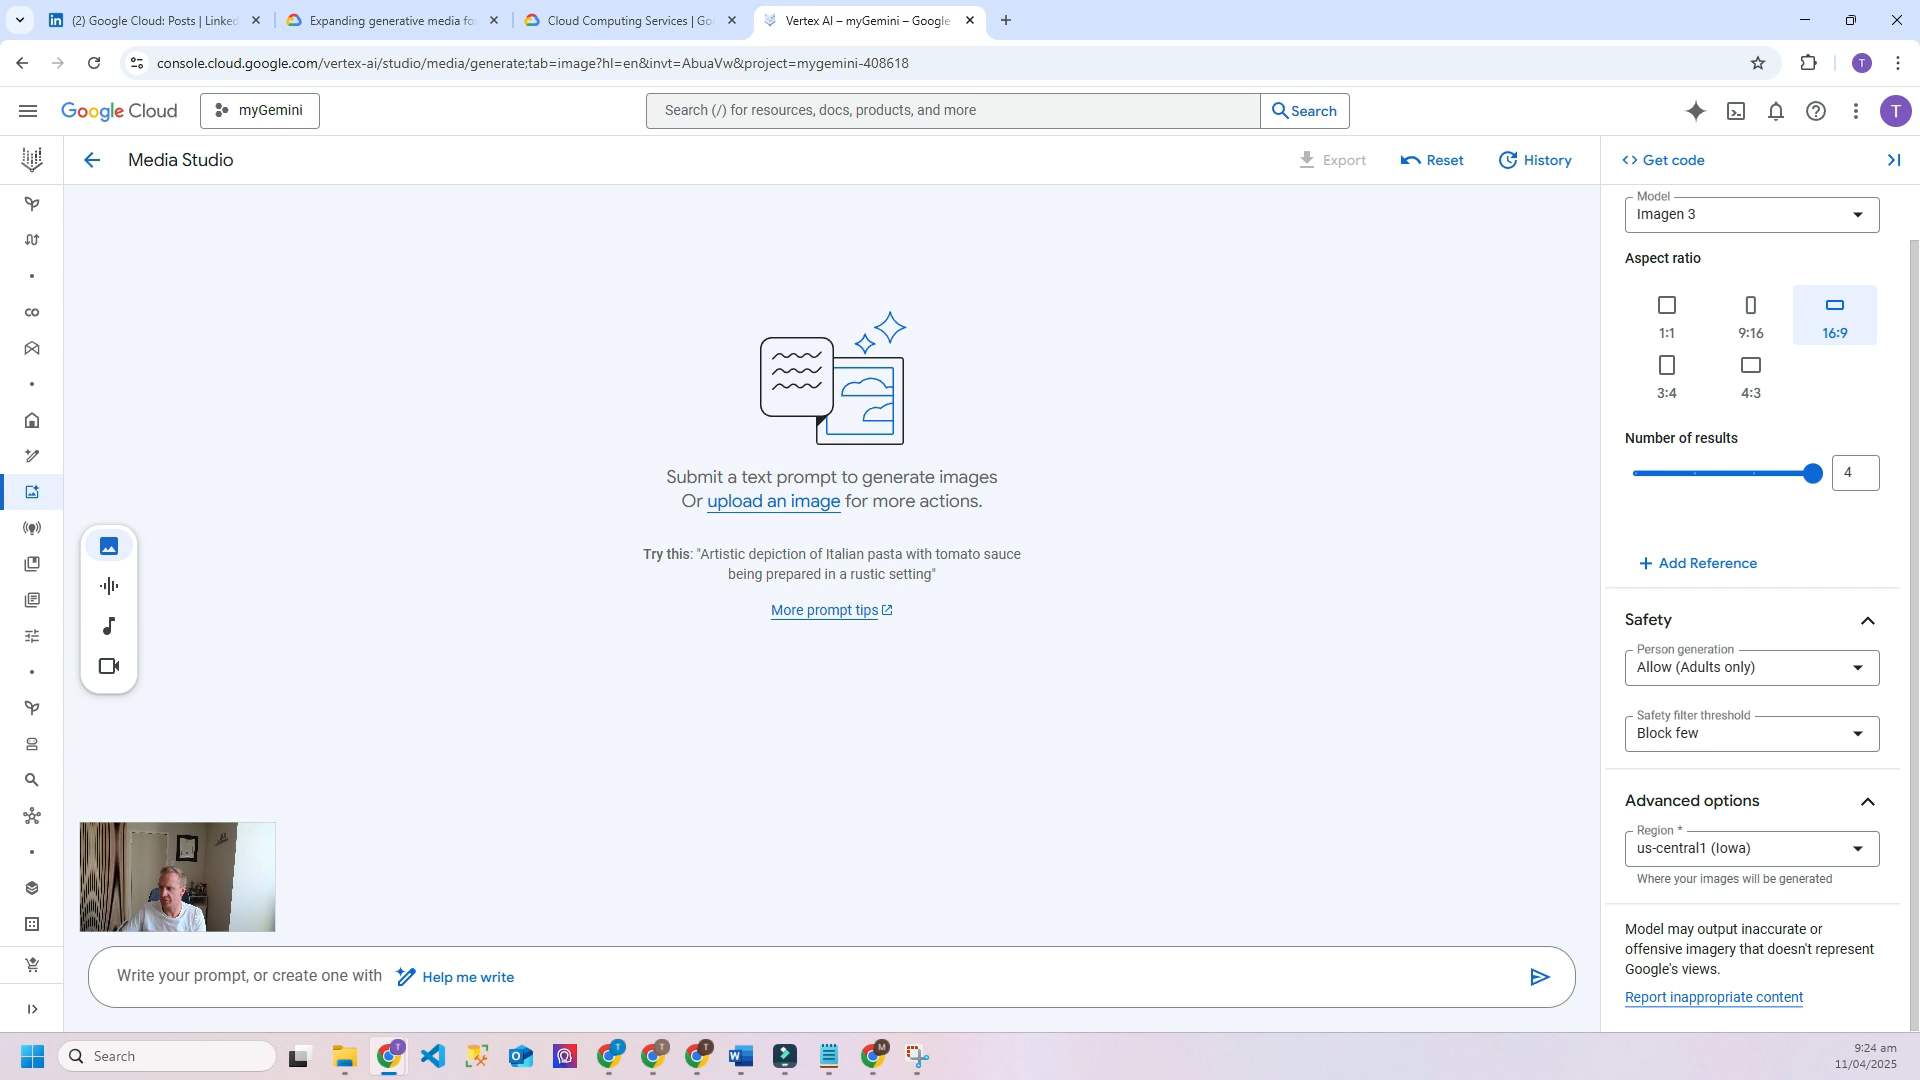 (2) Google Cloud: Posts | Linked
Expanding generative media fo
Cloud Computing Services | Go
Vertex AI – myGemini – Google
console.cloud.google.com/vertex-ai/studio/media/generate;tab=image?hl=en&invt=AbuaVw&project=mygemini-408618
T
Google Cloud
myGemini
Search (/) for resources, docs, products, and more
Search
T
Media Studio
Export
Reset
History
Get code
Model
Imagen 3
Aspect ratio
1:1
9:16
16:9
3:4
4:3
Number of results
4
Submit a text prompt to generate images
Or upload an image for more actions.
Try this: "Artistic depiction of Italian pasta with tomato sauce
being prepared in a rustic setting"
More prompt tips
Add Reference
Safety
Person generation
Allow (Adults only)
Safety filter threshold
Block few
Advanced options
Region *
us-central1 (Iowa)
Where your images will be generated
Model may output inaccurate or
offensive imagery that doesn't represent
Google's views.
Report inappropriate content
Write your prompt, or create one with
Help me write
Search
9:24 am
11/04/2025